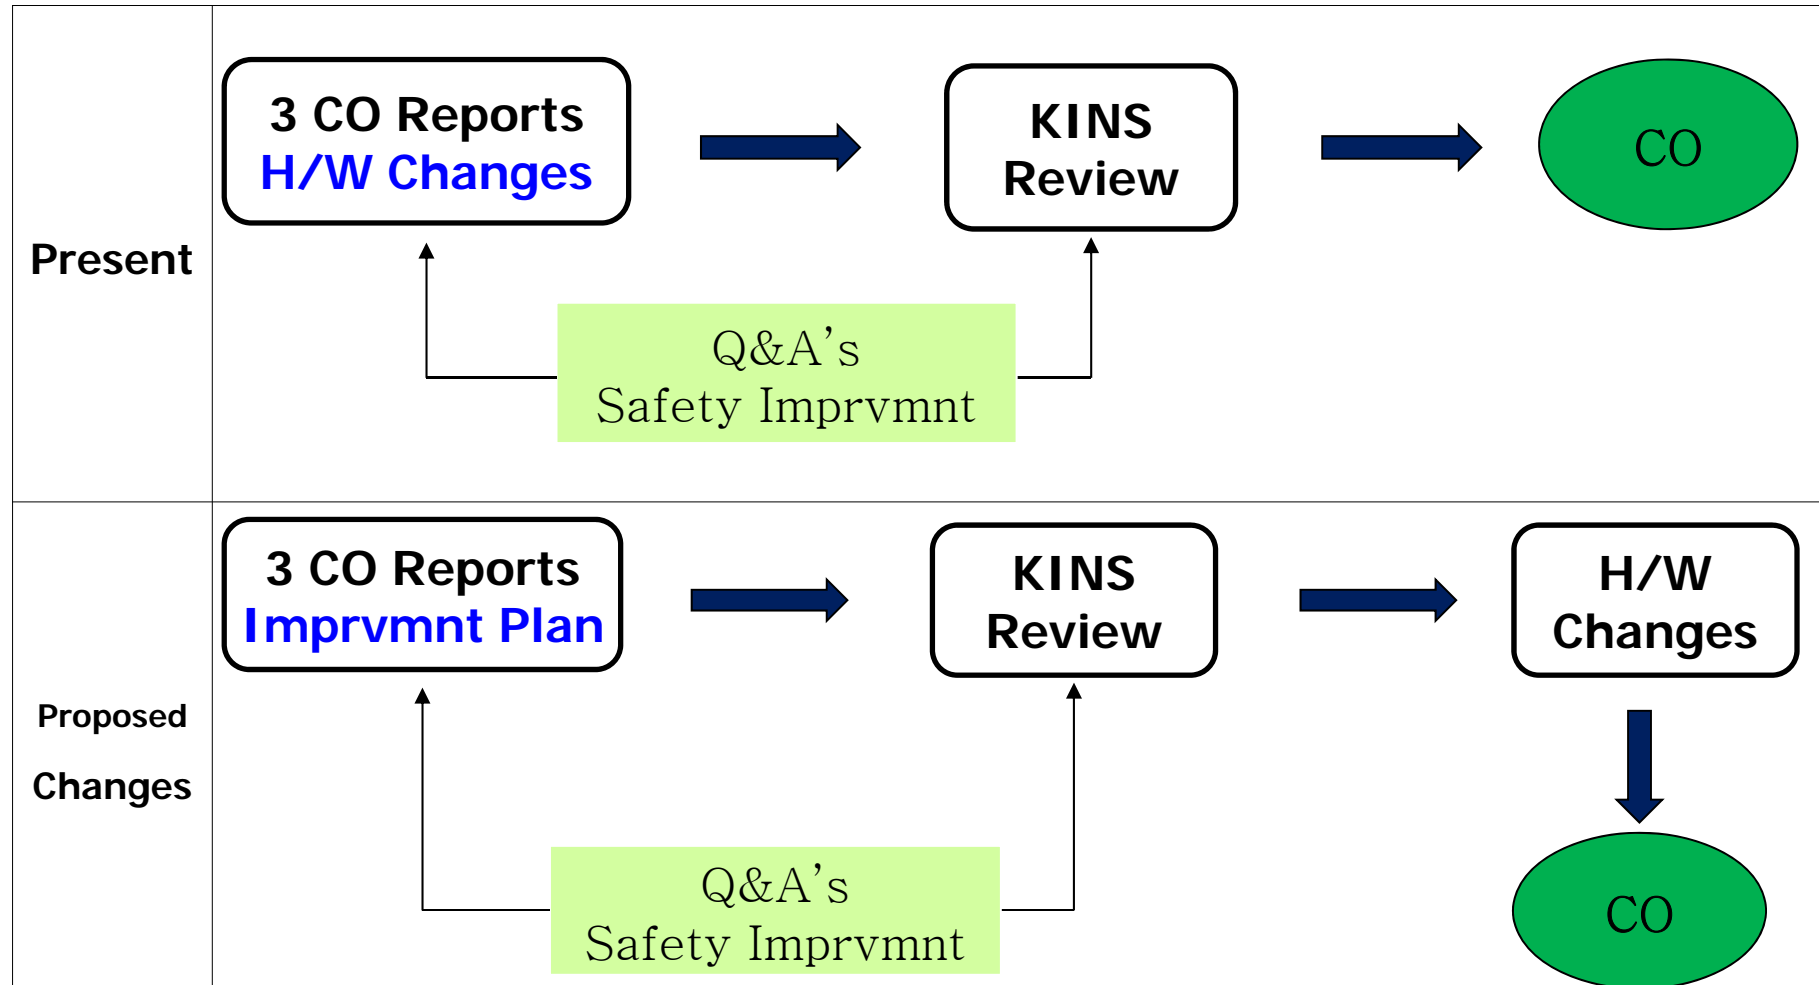 Present
3 CO Reports
H/W Changes
KINS
Review
CO
Q&A’s
Safety Imprvmnt
Proposed
Changes
3 CO Reports
Imprvmnt Plan
KINS
Review
H/W
Changes
Q&A’s
Safety Imprvmnt
CO